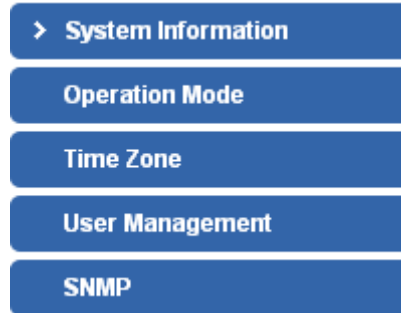 > System Information
Operation Mode
Time Zone
User Management
SNMP